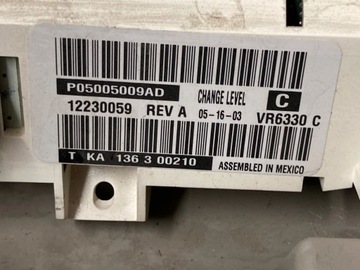 P05005009AD CHANGE LEVEL C
12230059 REV A 05-16-03 VR6330 C
T KA 136 3 00210 ASSEMBLED IN MEXICO